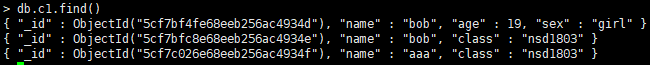 > db.c1.find()
{ "_id" : ObjectId("5cf7bf4fe68eeb256ac4934d"), "name" : "bob", "age" : 19, "sex" : "girl" }
{ "_id" : ObjectId("5cf7bfc8e68eeb256ac4934e"), "name" : "bob", "class" : "nsd1803" }
{ "_id" : ObjectId("5cf7c026e68eeb256ac4934f"), "name" : "aaa", "class" : "nsd1803" }